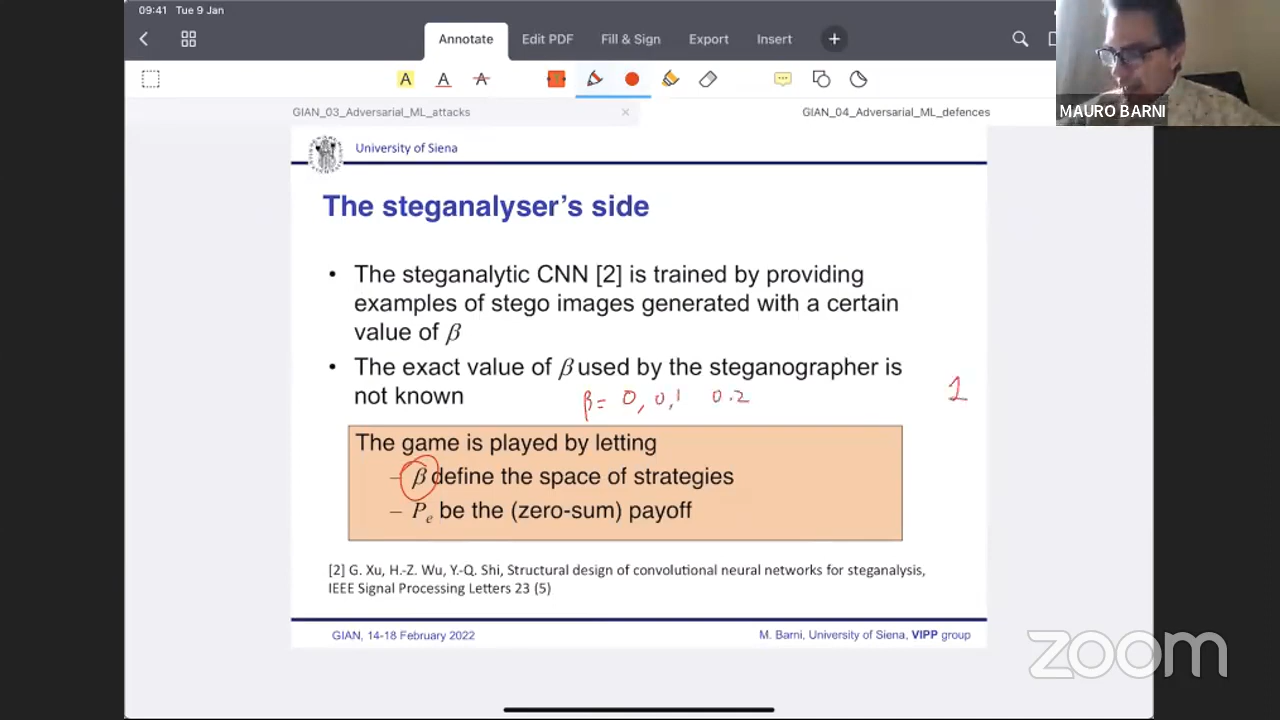 09:41 Tue 9 Jan
Annotate Edit PDF Fill & Sign Export Insert +
A A A
MAURO BARNI
GIAN_03_Adversarial_ML_attacks ×
GIAN_04_Adversarial_ML_defences
University of Siena
The steganalyser's side
• The steganalytic CNN [2] is trained by providing
examples of stego images generated with a certain
value of β
• The exact value of β used by the steganographer is
not known
β = 0, 0,1 0.2 1
The game is played by letting
– β define the space of strategies
– Pe be the (zero-sum) payoff
[2] G. Xu, H.-Z. Wu, Y.-Q. Shi, Structural design of convolutional neural networks for steganalysis,
IEEE Signal Processing Letters 23 (5)
GIAN, 14-18 February 2022
M. Barni, University of Siena, VIPP group
zoom